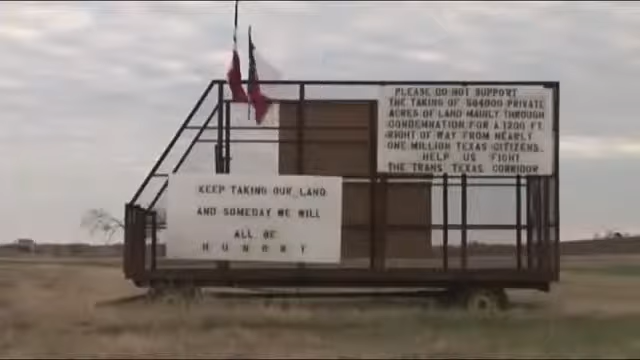 PLEASE DO NOT SUPPORT
THE TAKING OF 584000 PRIVATE
ACRES OF LAND MAINLY THROUGH
CONDEMNATION FOR A 1200 FT.
RIGHT OF WAY FROM NEARLY
ONE MILLION TEXAS CITIZENS.
HELP US FIGHT
THE TRANS TEXAS CORRIDOR
KEEP TAKING OUR LAND
AND SOMEDAY WE WILL
ALL BE
HUNGRY